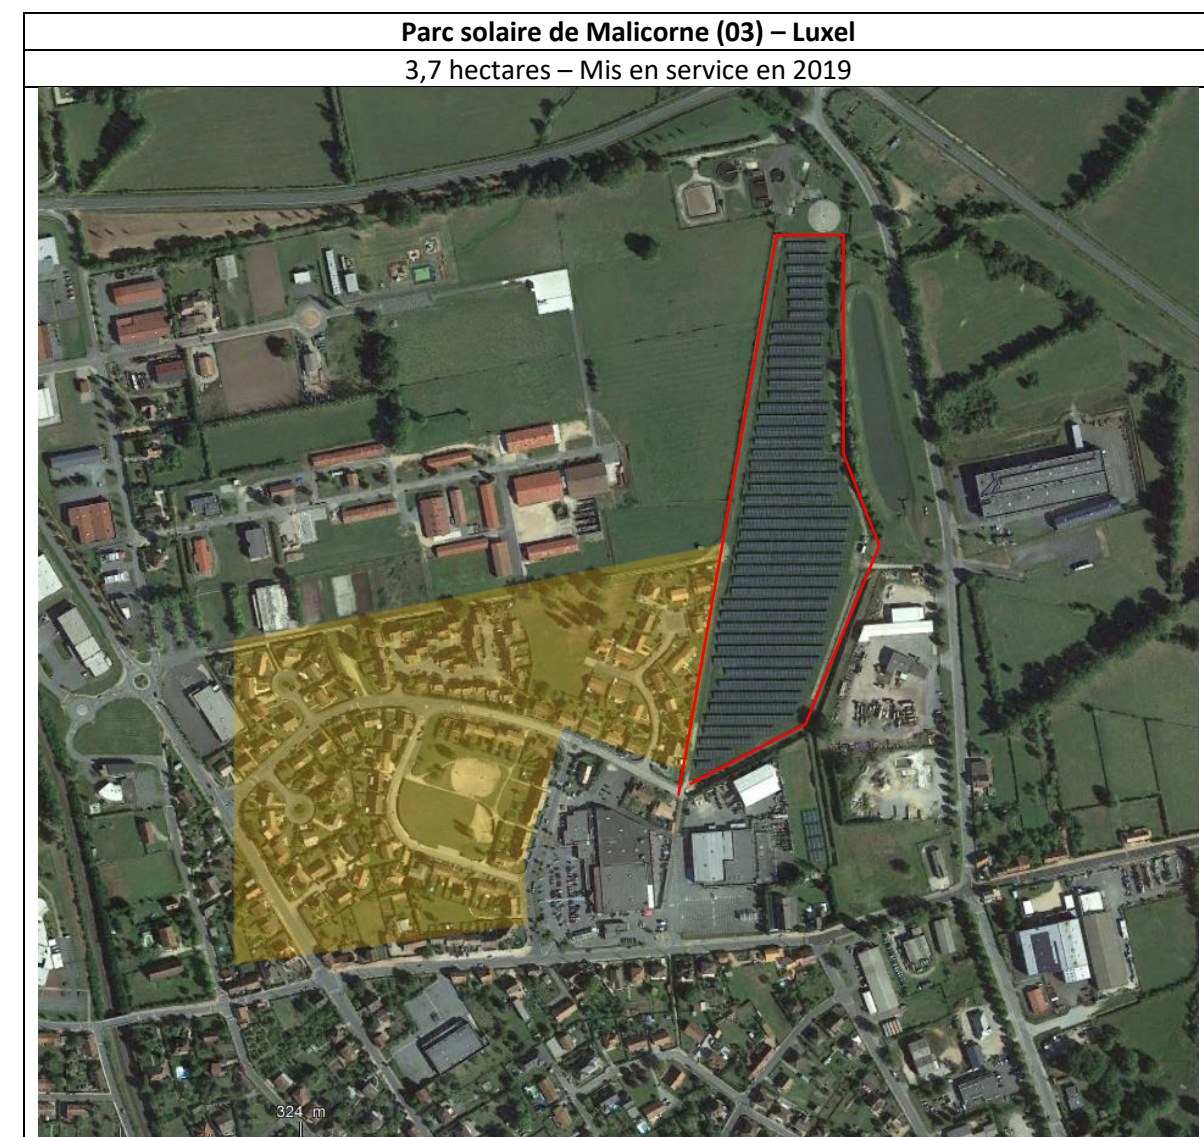 Parc solaire de Malicorne (03) – Luxel
3,7 hectares – Mis en service en 2019
324 m